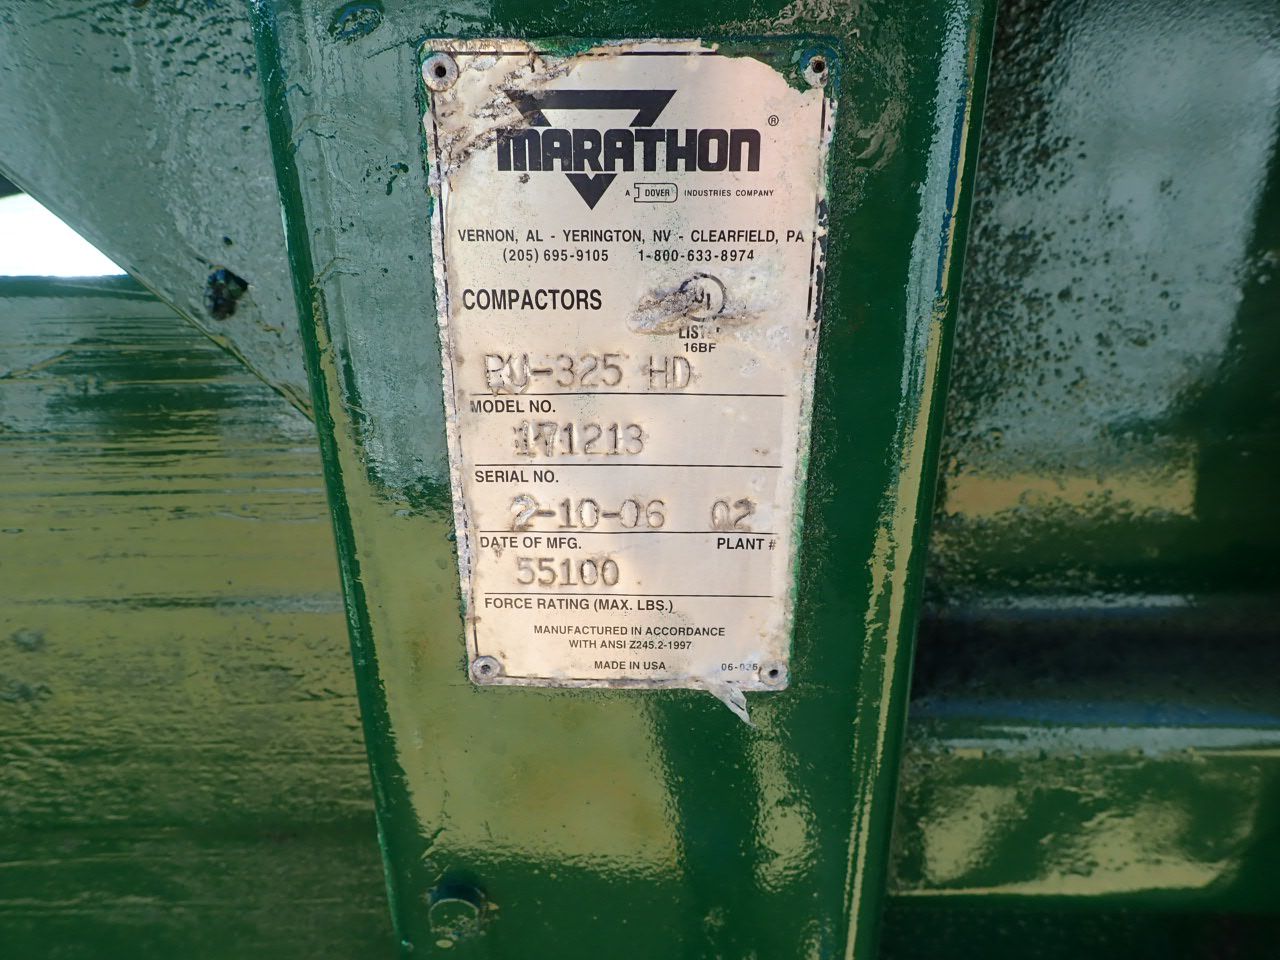 MARATHON®
A DOVER INDUSTRIES COMPANY
VERNON, AL - YERINGTON, NV - CLEARFIELD, PA
(205) 695-9105 1-800-633-8974
COMPACTORS
16BF
RJ-325 HD
MODEL NO.
171213
SERIAL NO.
2-10-06 02
DATE OF MFG. PLANT #
55100
FORCE RATING (MAX. LBS.)
MANUFACTURED IN ACCORDANCE
WITH ANSI Z245.2-1997
MADE IN USA